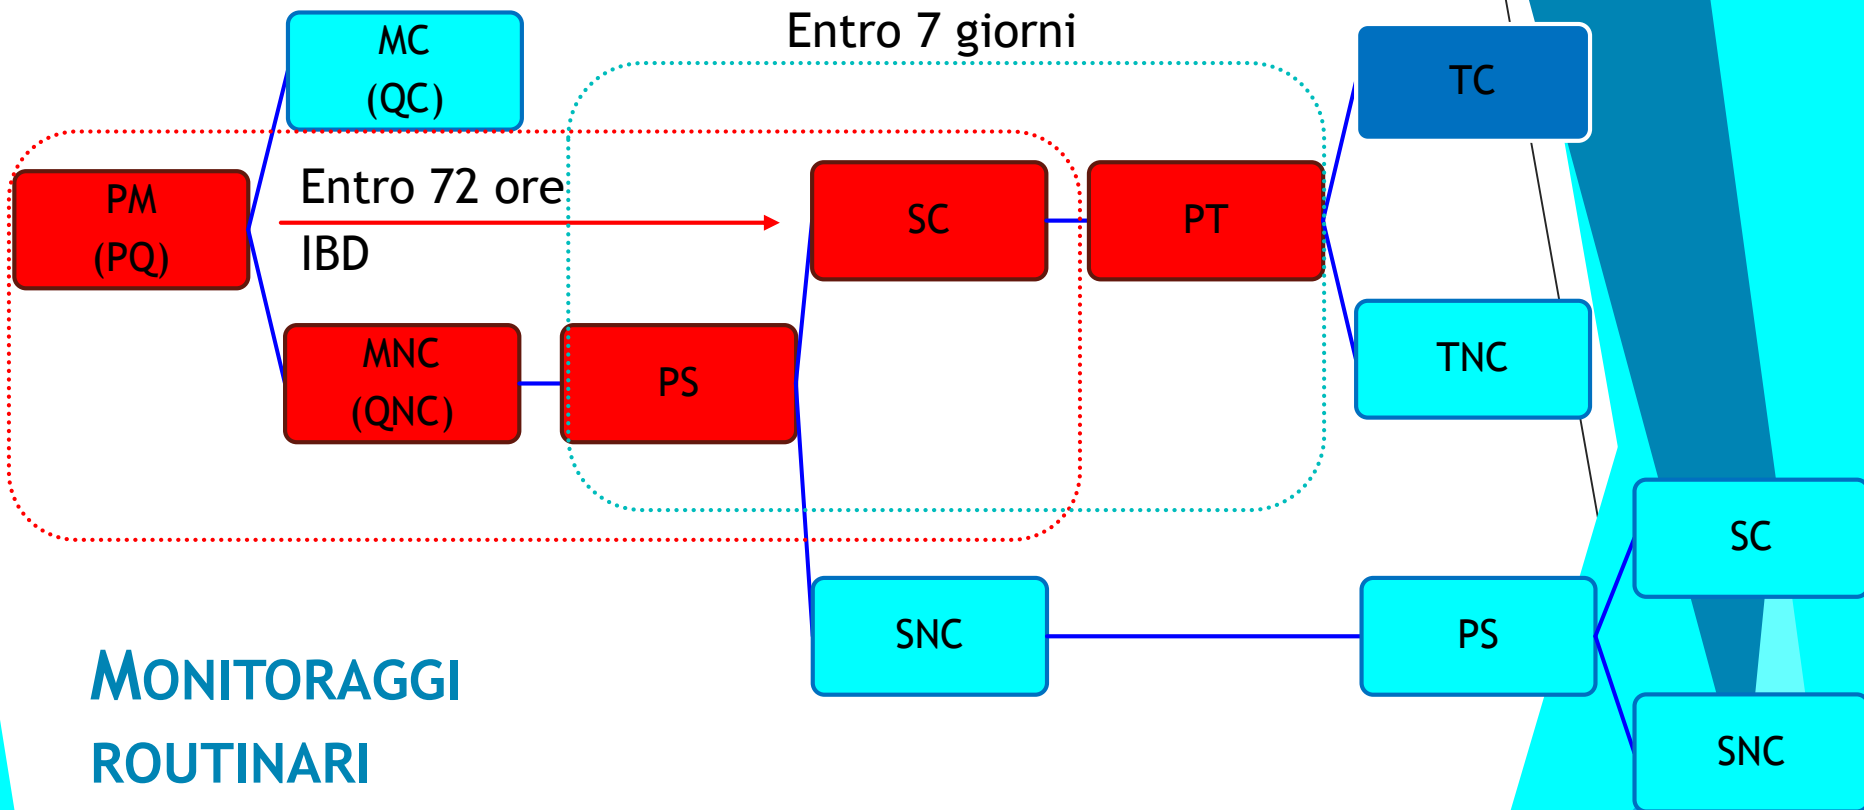 MC
(QC)
Entro 7 giorni
TC
PM
(PQ)
Entro 72 ore
IBD
SC
PT
MNC
(QNC)
PS
TNC
SC
SNC
PS
SNC
MONITORAGGI
ROUTINARI